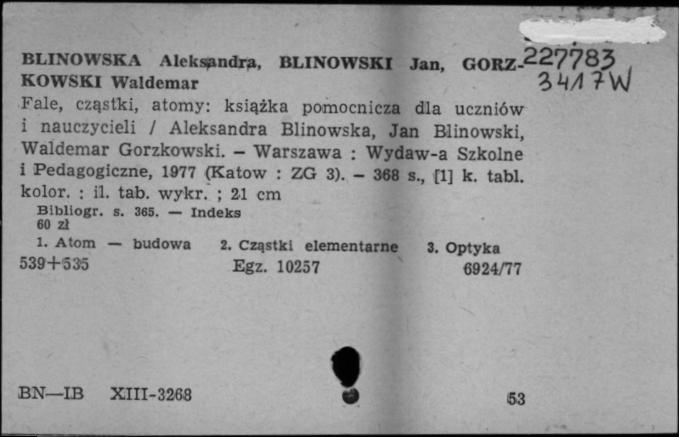 BLINOWSKA Aleksandra, BLINOWSKI Jan, GORZ-
KOWSKI Waldemar
227783
3417W
Fale, cząstki, atomy: książka pomocnicza dla uczniów
i nauczycieli / Aleksandra Blinowska, Jan Blinowski,
Waldemar Gorzkowski. — Warszawa : Wydaw-a Szkolne
i Pedagogiczne, 1977 (Katow : ZG 3). — 368 s., [1] k. tabl.
kolor. : il. tab. wykr. ; 21 cm
Bibliogr. s. 365. — Indeks
60 zł
1. Atom — budowa 2. Cząstki elementarne 3. Optyka
539+535 Egz. 10257 6924/77
BN—IB XIII-3268 53